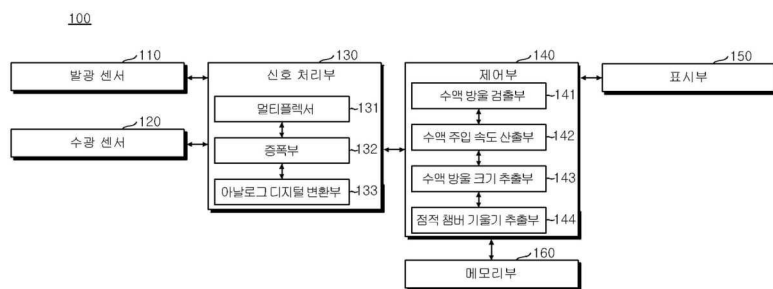 100
110
발광 센서
120
수광 센서
130
신호 처리부
멀티플렉서
131
증폭부
132
아날로그 디지털 변환부
133
140
제어부
수액 방울 검출부
141
수액 주입 속도 산출부
142
수액 방울 크기 추출부
143
점적 챔버 기울기 추출부
144
150
표시부
160
메모리부